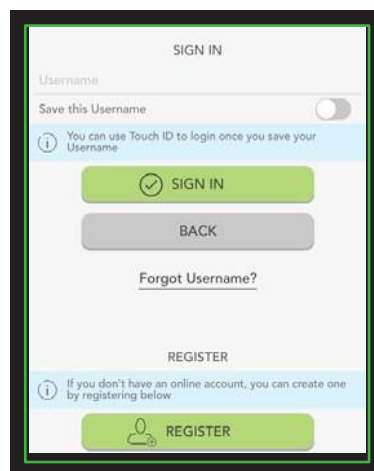 SIGN IN
Username
Save this Username
You can use Touch ID to login once you save your
Username
SIGN IN
BACK
Forgot Username?
REGISTER
If you don't have an online account, you can create one
by registering below
REGISTER